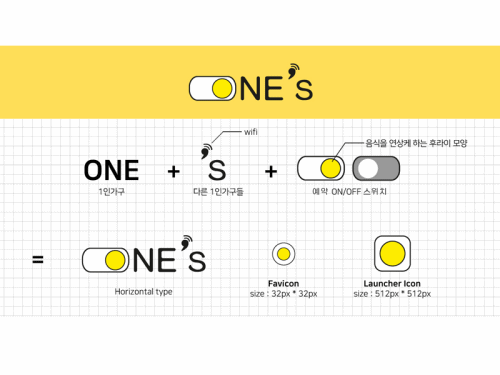 ONE's
wifi
음식을 연상케 하는 후라이 모양
ONE + 's +
1인가구 다른 1인가구들 예약 ON/OFF 스위치
= ONE's
Horizontal type
Favicon
size : 32px * 32px
Launcher Icon
size : 512px * 512px